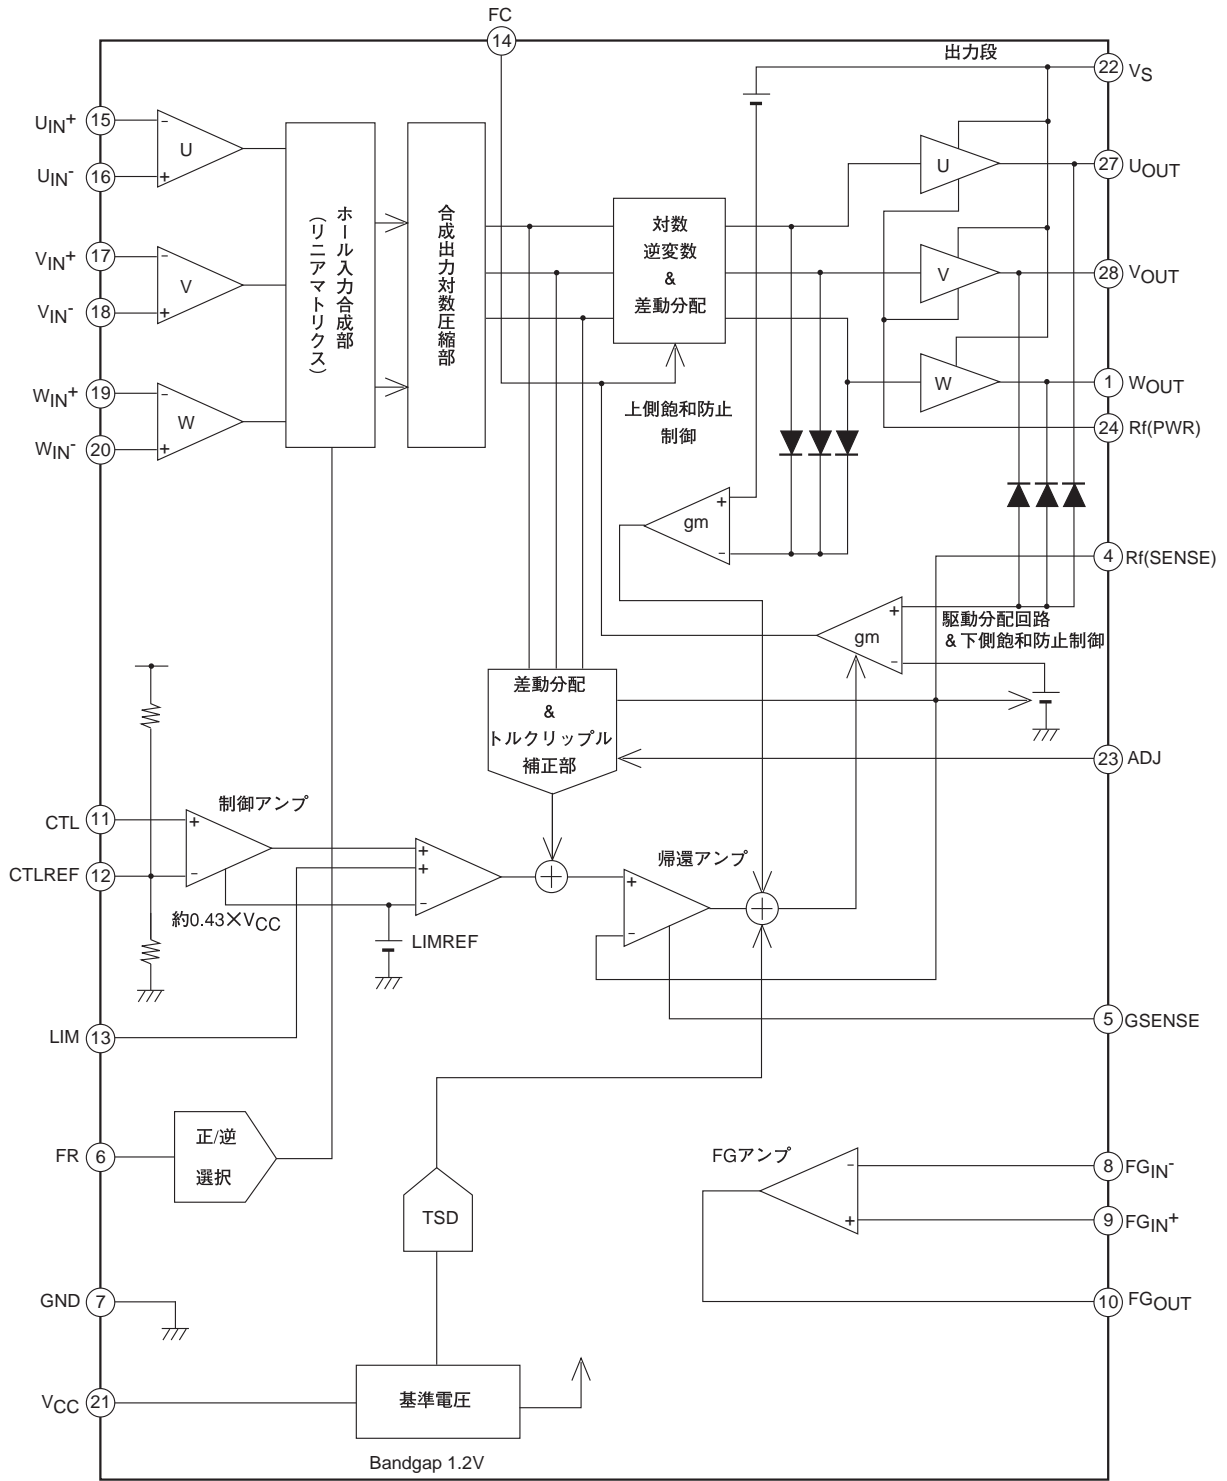 FC
14
出力段
22
VS
UIN+
15
-
U
UIN-
16
+
VIN+
17
-
V
VIN-
18
+
WIN+
19
-
W
WIN-
20
+
ホール入力合成部
(リニアマトリクス)
合成出力対数圧縮部
対数
逆変数
&
差動分配
上側飽和防止
制御
U
27
UOUT
V
28
VOUT
W
1
WOUT
24
Rf(PWR)
gm
+
-
4
Rf(SENSE)
gm
+
-
駆動分配回路
&下側飽和防止制御
差動分配
&
トルクリップル
補正部
23
ADJ
制御アンプ
CTL
11
+
CTLREF
12
-
約0.43×VCC
+
+
-
LIMREF
帰還アンプ
+
-
LIM
13
5
GSENSE
FR
6
正/逆
選択
TSD
FGアンプ
-
8
FGIN-
+
9
FGIN+
10
FGOUT
GND
7
VCC
21
基準電圧
Bandgap 1.2V